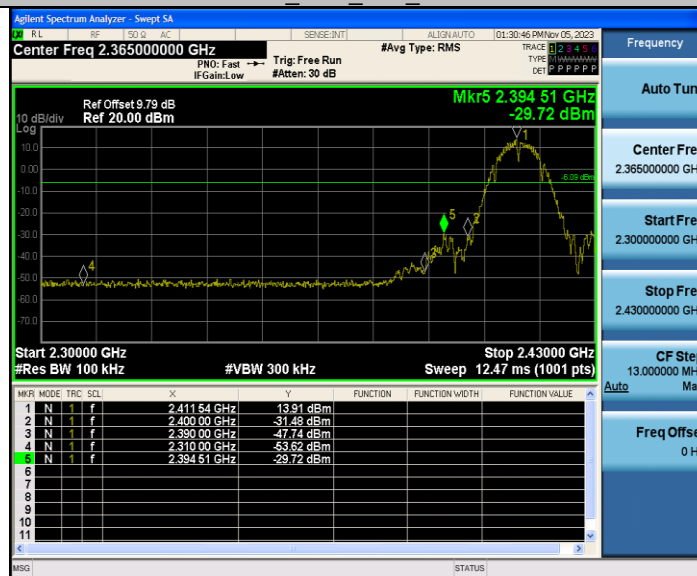 Agilent Spectrum Analyzer - Swept SA
RL RF 50 Ω AC SENSE:INT ALIGN AUTO 01:30:46 PM Nov 05, 2023
Center Freq 2.365000000 GHz
PNO: Fast
IFGain:Low
Trig: Free Run
#Atten: 30 dB
#Avg Type: RMS
TRACE 1 2 3 4 5 6
TYPE M
DET P P P P P P
Ref Offset 9.79 dB
10 dB/div Ref 20.00 dBm
Log
Mkr5 2.394 51 GHz
-29.72 dBm
10.0
0.00
-10.0
-20.0
-30.0
-40.0
-50.0
-60.0
-70.0
-6.09 dBm
1
2
3
4
5
Start 2.30000 GHz Stop 2.43000 GHz
#Res BW 100 kHz #VBW 300 kHz Sweep 12.47 ms (1001 pts)
MKR MODE TRC SCL X Y FUNCTION FUNCTION WIDTH FUNCTION VALUE
1 N 1 f 2.411 54 GHz 13.91 dBm
2 N 1 f 2.400 00 GHz -31.48 dBm
3 N 1 f 2.390 00 GHz -47.74 dBm
4 N 1 f 2.310 00 GHz -53.62 dBm
5 N 1 f 2.394 51 GHz -29.72 dBm
6
7
8
9
10
11
MSG STATUS
Frequency
Auto Tun
Center Fre
2.365000000 GH
Start Fre
2.300000000 GH
Stop Fre
2.430000000 GH
CF Ste
13.000000 MH
Auto Ma
Freq Offse
0 H